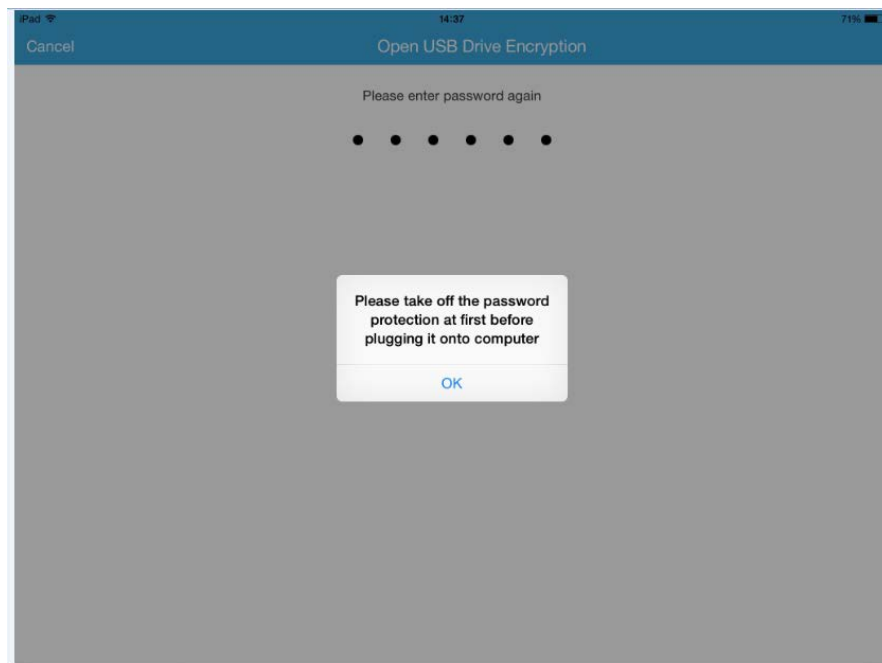 iPad 14:37 71%
Cancel Open USB Drive Encryption
Please enter password again
Please take off the password
protection at first before
plugging it onto computer
OK